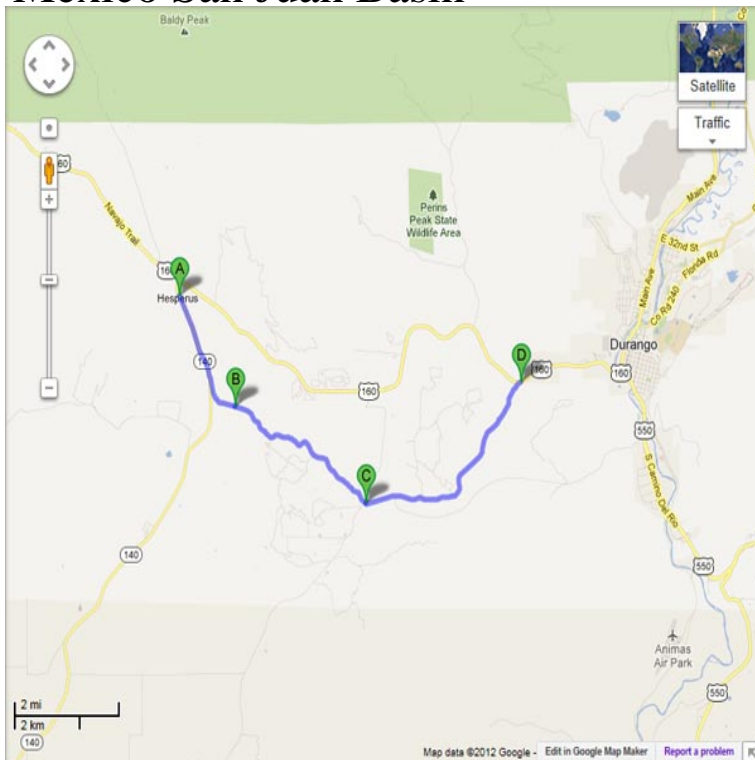 Mexico San Juan Basin
Baldy Peak
Satellite
Traffic
60
Navajo Trail
Perins
Peak State
Wildlife Area
Main Ave
E 32nd St
Florida Rd
Co Rd 240
Main Ave
A
160
Hesperus
140
B
160
D
160
Durango
160
550
C
S Camino Del Rio
140
550
Animas
Air Park
550
2 mi
2 km
140
Map data ©2012 Google -
Edit in Google Map Maker
Report a problem